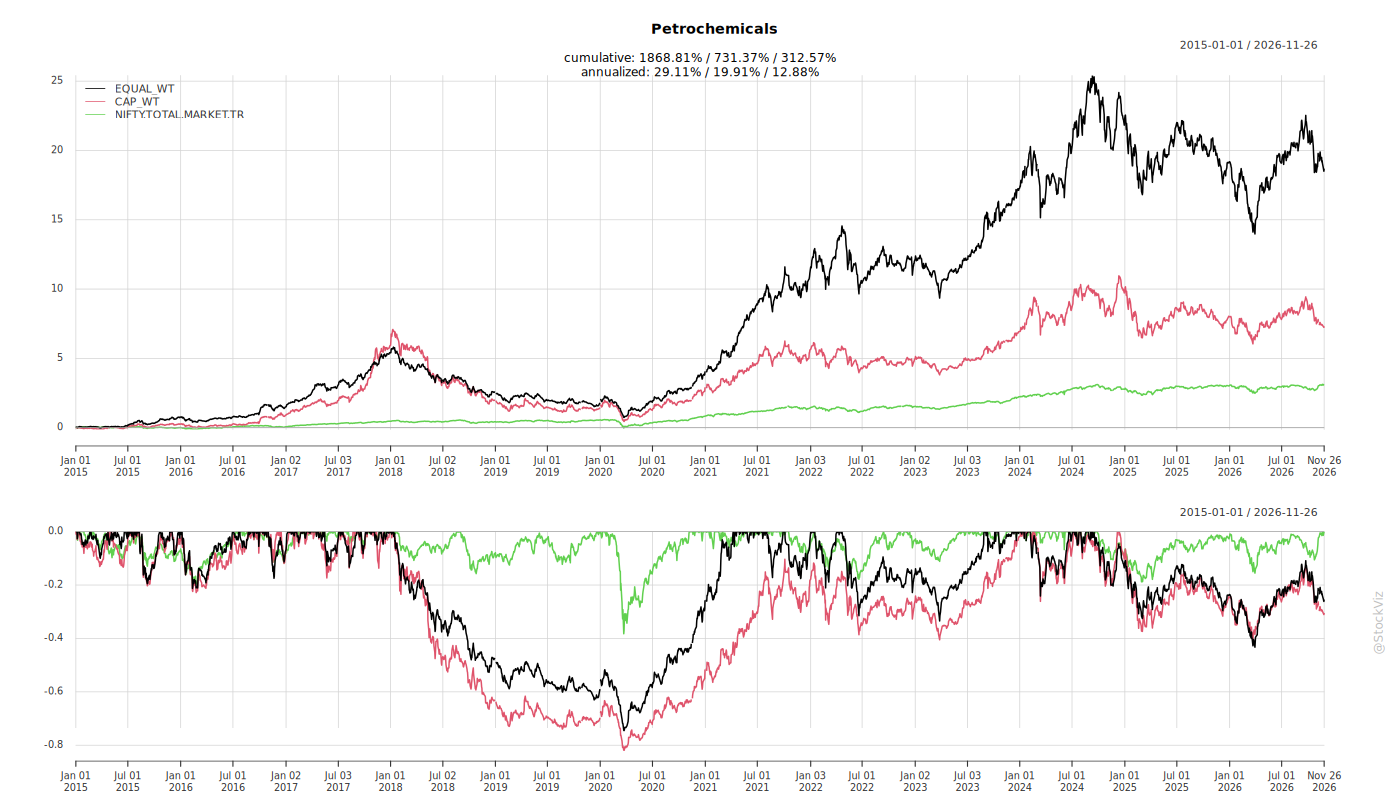 Petrochemicals
2015-01-01 / 2026-11-26
cumulative: 1868.81% / 731.37% / 312.57%
annualized: 29.11% / 19.91% / 12.88%
EQUAL_WT
CAP_WT
NIFTY.TOTAL.MARKET.TR
25
20
15
10
5
0
Jan 01 Jul 01 Jan 01 Jul 01 Jan 02 Jul 03 Jan 01 Jul 02 Jan 01 Jul 01 Jan 01 Jul 01 Jan 01 Jul 01 Jan 03 Jul 01 Jan 02 Jul 03 Jan 01 Jul 01 Jan 01 Jul 01 Jan 01 Jul 01 Nov 26
2015 2015 2016 2016 2017 2017 2018 2018 2019 2019 2020 2020 2021 2021 2022 2022 2023 2023 2024 2024 2025 2025 2026 2026 2026
2015-01-01 / 2026-11-26
0.0
-0.2
-0.4
-0.6
-0.8
Jan 01 Jul 01 Jan 01 Jul 01 Jan 02 Jul 03 Jan 01 Jul 02 Jan 01 Jul 01 Jan 01 Jul 01 Jan 01 Jul 01 Jan 03 Jul 01 Jan 02 Jul 03 Jan 01 Jul 01 Jan 01 Jul 01 Jan 01 Jul 01 Nov 26
2015 2015 2016 2016 2017 2017 2018 2018 2019 2019 2020 2020 2021 2021 2022 2022 2023 2023 2024 2024 2025 2025 2026 2026 2026
@StockViz